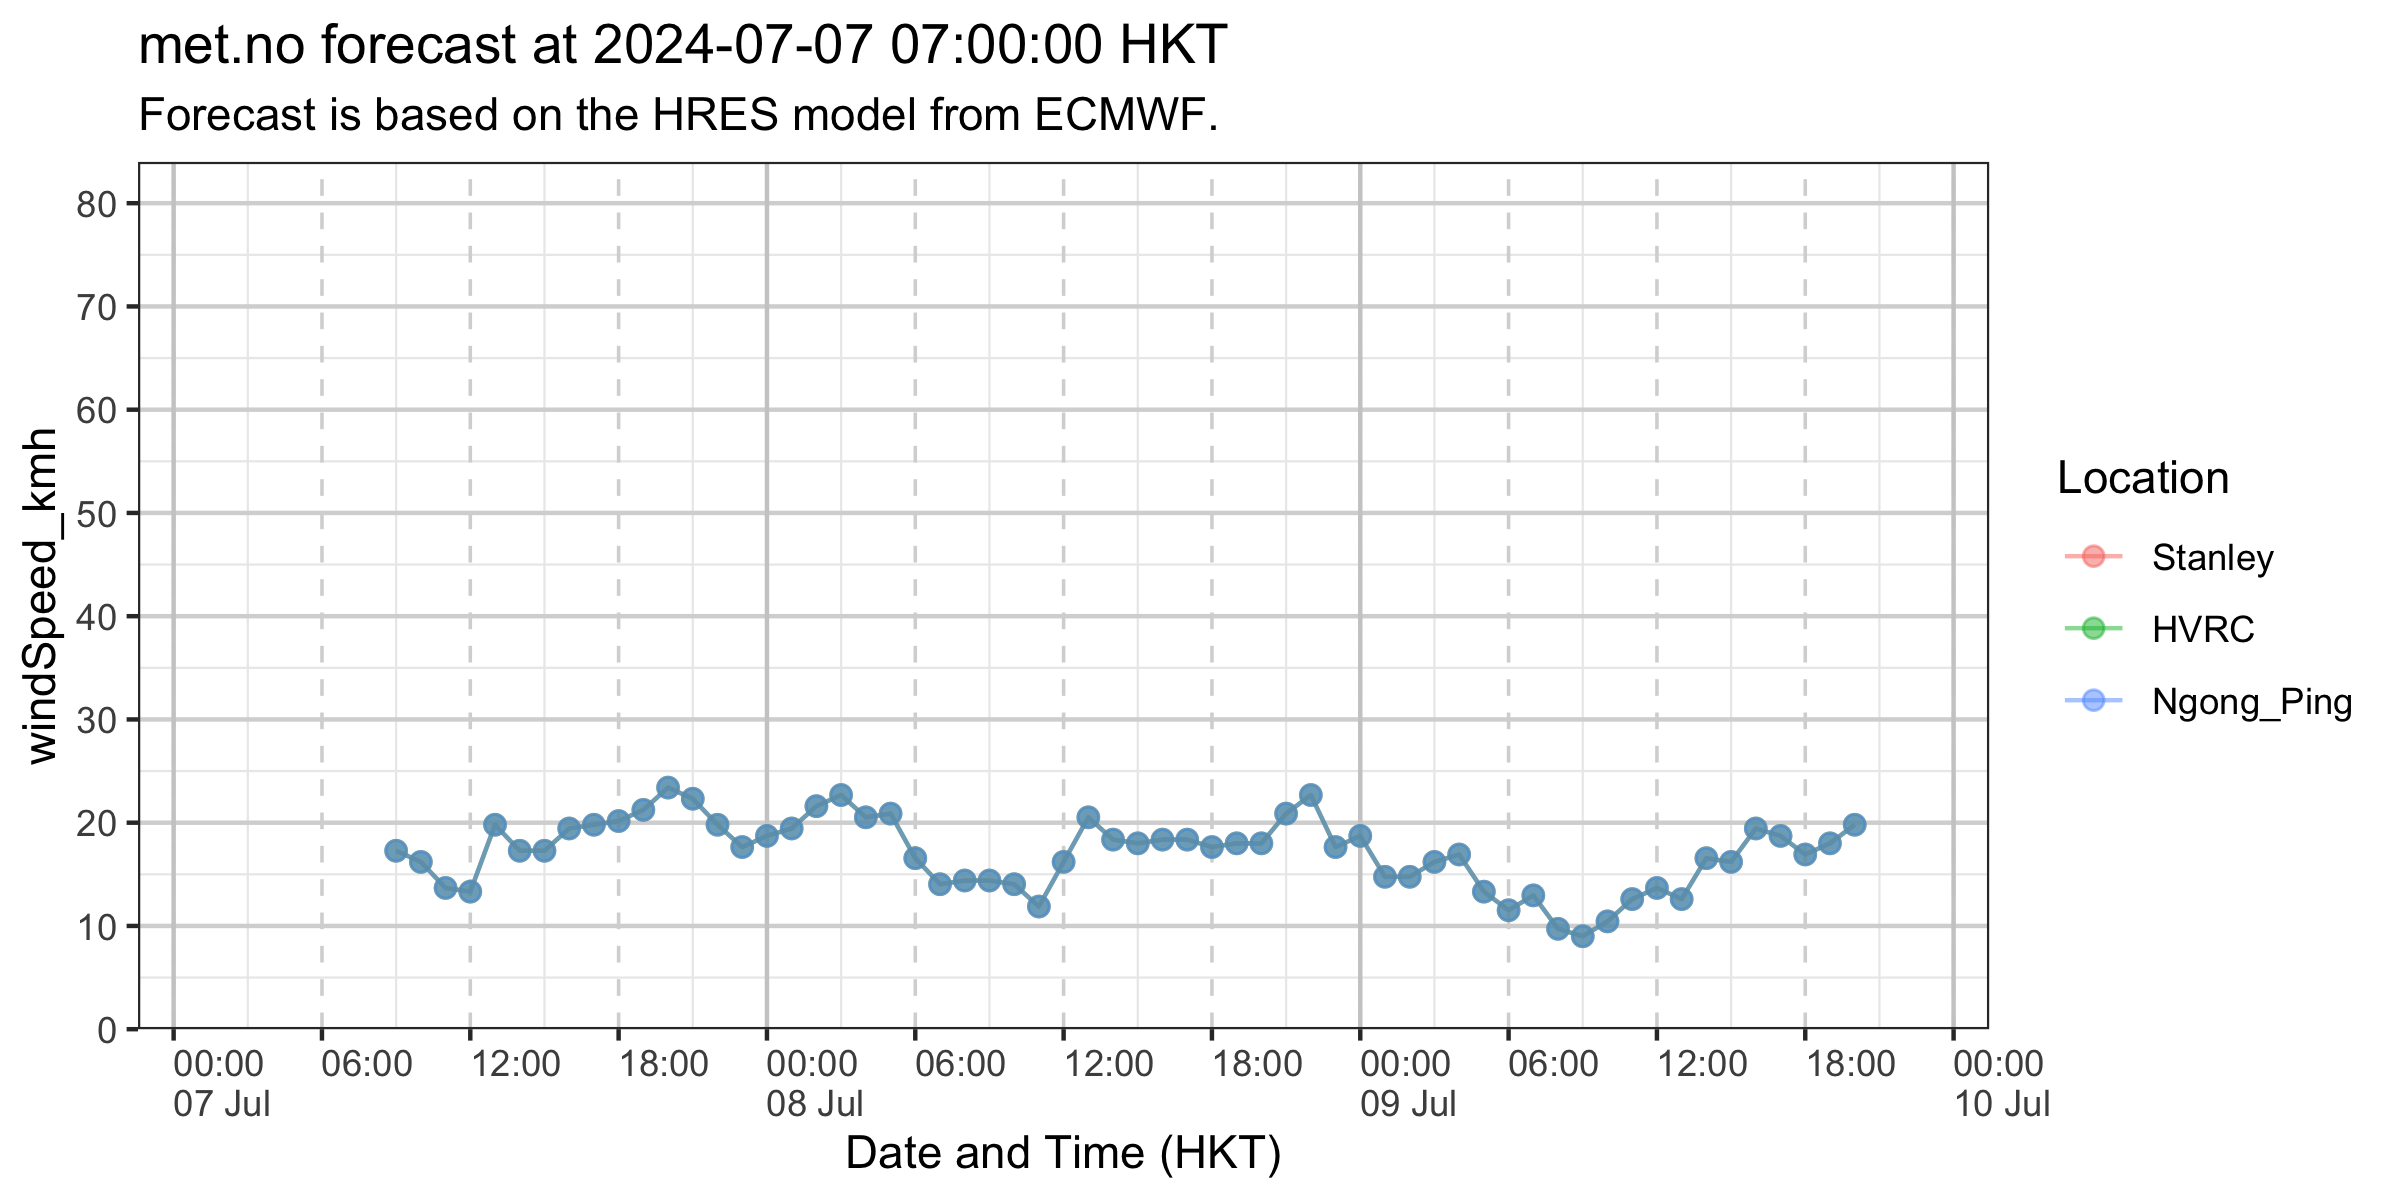 met.no forecast at 2024-07-07 07:00:00 HKT
Forecast is based on the HRES model from ECMWF.
windSpeed_kmh
80
70
60
50
40
30
20
10
0
00:00 06:00 12:00 18:00 00:00 06:00 12:00 18:00 00:00 06:00 12:00 18:00 00:00
07 Jul 08 Jul 09 Jul 10 Jul
Date and Time (HKT)
Location
Stanley
HVRC
Ngong_Ping